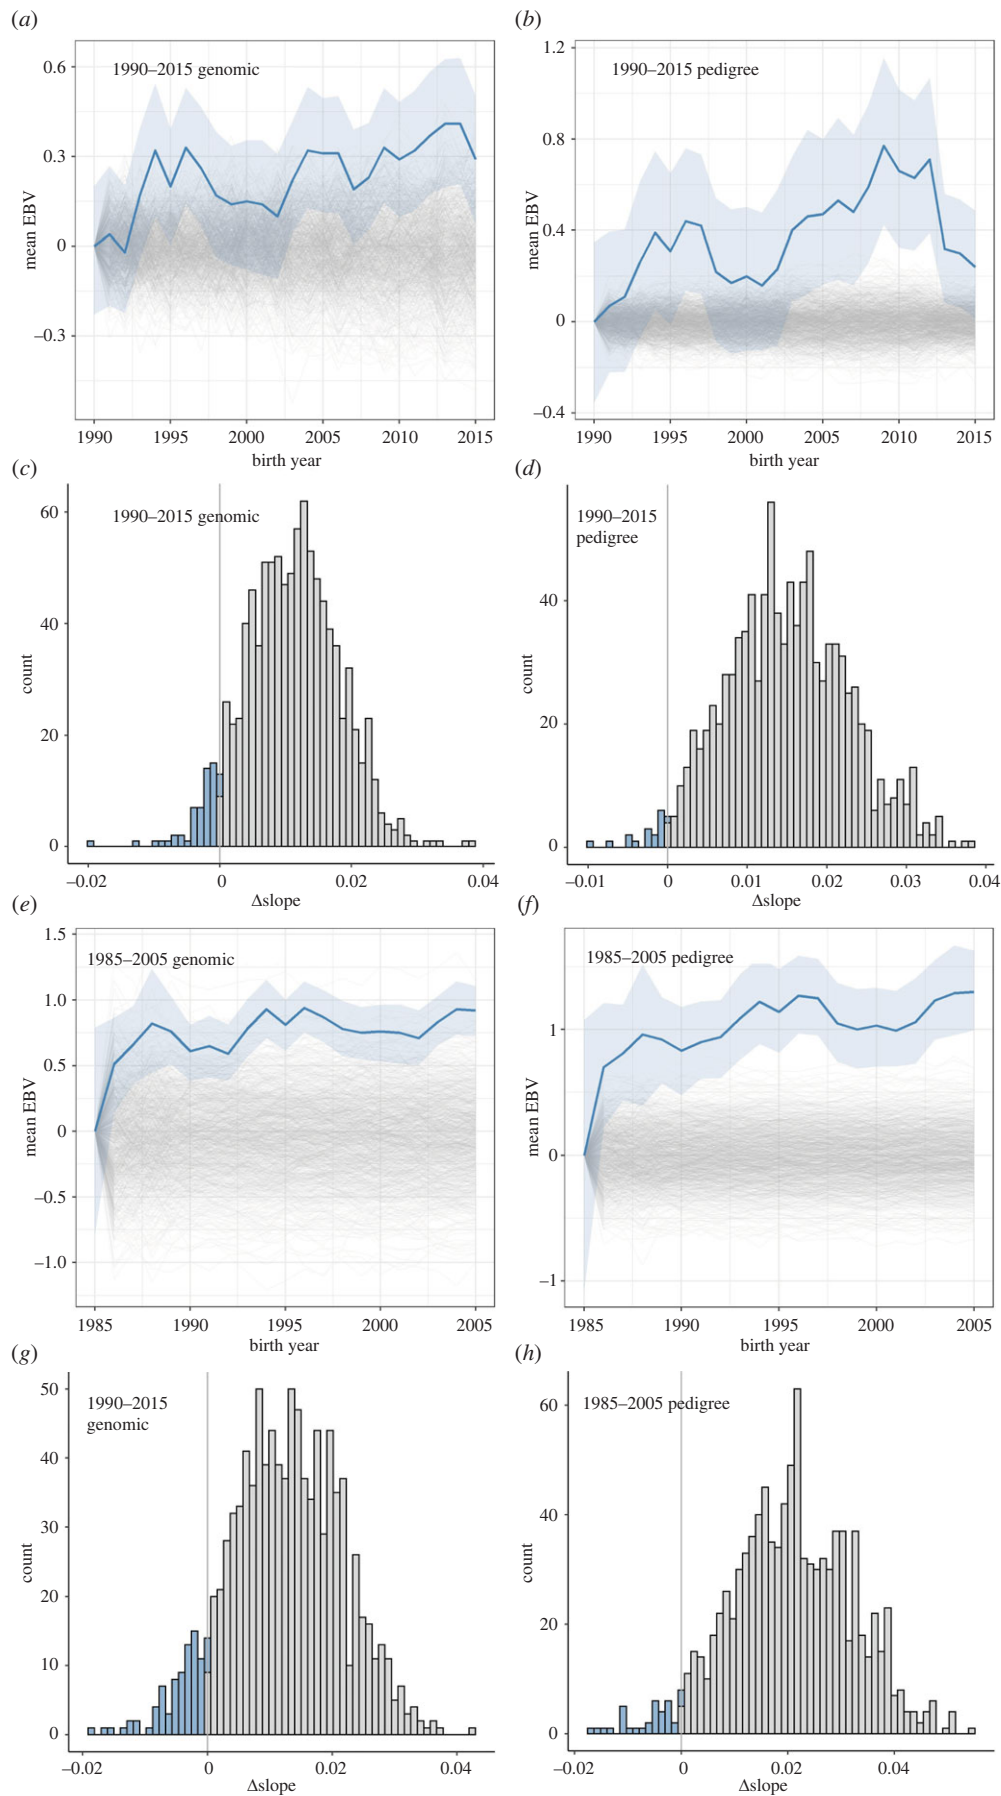 (a)
1990–2015 genomic
mean EBV
0.6
0.3
0
–0.3
1990 1995 2000 2005 2010 2015
birth year
(b)
1990–2015 pedigree
mean EBV
1.2
0.8
0.4
0
–0.4
1990 1995 2000 2005 2010 2015
birth year
(c)
1990–2015 genomic
count
60
40
20
0
–0.02 0 0.02 0.04
Δslope
(d)
1990–2015
pedigree
count
40
20
0
–0.01 0 0.01 0.02 0.03 0.04
Δslope
(e)
1985–2005 genomic
mean EBV
1.5
1.0
0.5
0
–0.5
–1.0
1985 1990 1995 2000 2005
birth year
(f)
1985–2005 pedigree
mean EBV
1
0
–1
1985 1990 1995 2000 2005
birth year
(g)
1990–2015
genomic
count
50
40
30
20
10
0
–0.02 0 0.02 0.04
Δslope
(h)
1985–2005 pedigree
count
60
40
20
0
–0.02 0 0.02 0.04
Δslope